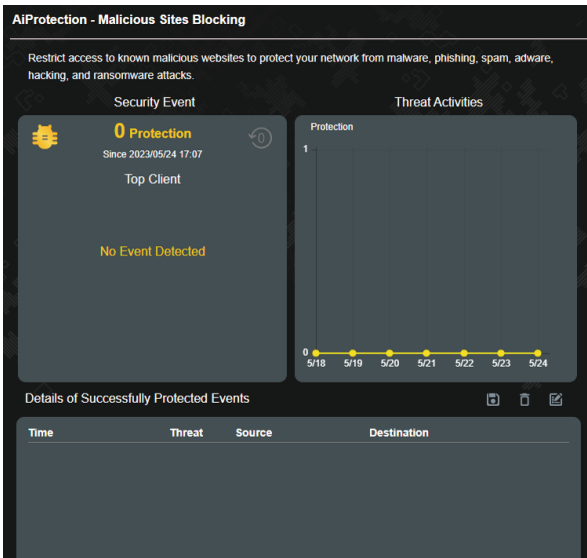 AiProtection - Malicious Sites Blocking
Restrict access to known malicious websites to protect your network from malware, phishing, spam, adware,
hacking, and ransomware attacks.
Security Event
Threat Activities
0 Protection
0
Since 2023/05/24 17:07
Top Client
No Event Detected
Protection
1
0
5/18 5/19 5/20 5/21 5/22 5/23 5/24
Details of Successfully Protected Events
Time Threat Source Destination